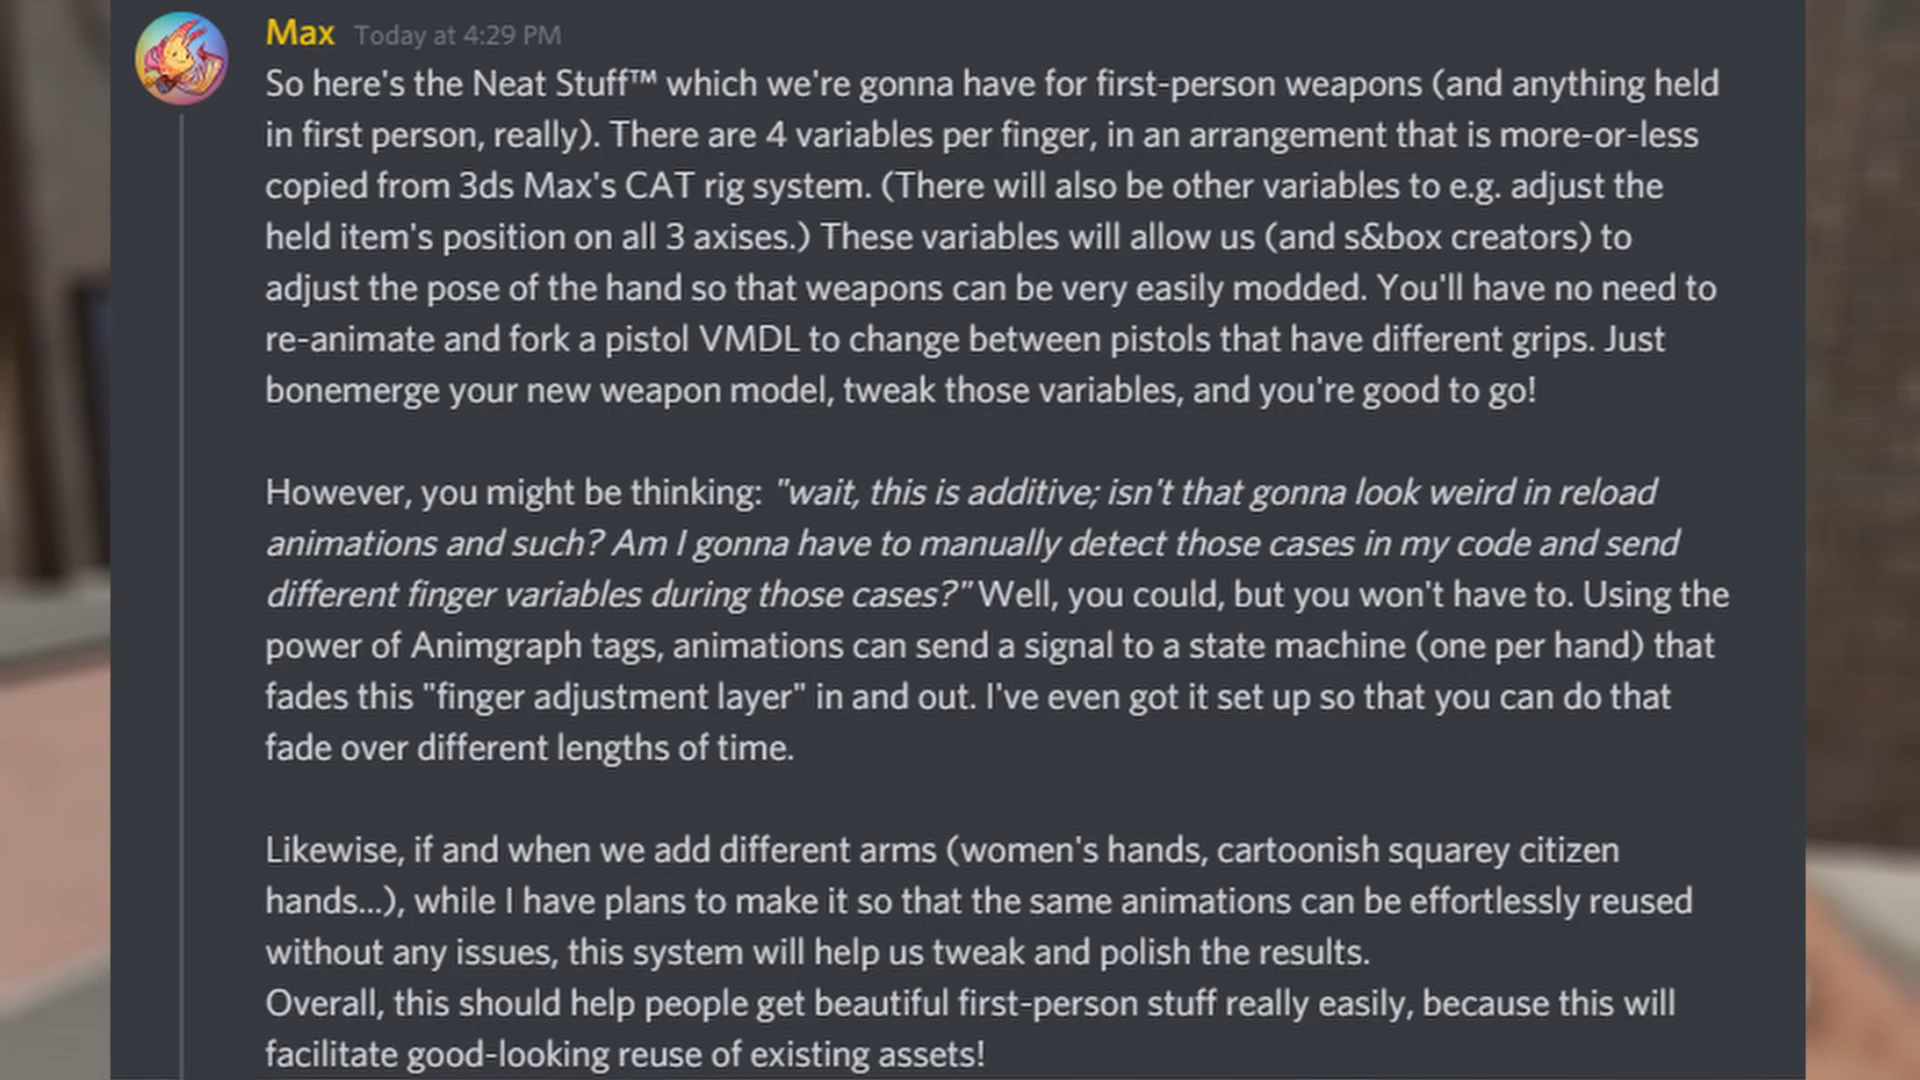 Max Today at 4:29 PM
So here's the Neat Stuff™ which we're gonna have for first-person weapons (and anything held
in first person, really). There are 4 variables per finger, in an arrangement that is more-or-less
copied from 3ds Max's CAT rig system. (There will also be other variables to e.g. adjust the
held item's position on all 3 axises.) These variables will allow us (and s&box creators) to
adjust the pose of the hand so that weapons can be very easily modded. You'll have no need to
re-animate and fork a pistol VMDL to change between pistols that have different grips. Just
bonemerge your new weapon model, tweak those variables, and you're good to go!
However, you might be thinking: "wait, this is additive; isn't that gonna look weird in reload
animations and such? Am I gonna have to manually detect those cases in my code and send
different finger variables during those cases?" Well, you could, but you won't have to. Using the
power of Animgraph tags, animations can send a signal to a state machine (one per hand) that
fades this "finger adjustment layer" in and out. I've even got it set up so that you can do that
fade over different lengths of time.
Likewise, if and when we add different arms (women's hands, cartoonish squarey citizen
hands...), while I have plans to make it so that the same animations can be effortlessly reused
without any issues, this system will help us tweak and polish the results.
Overall, this should help people get beautiful first-person stuff really easily, because this will
facilitate good-looking reuse of existing assets!